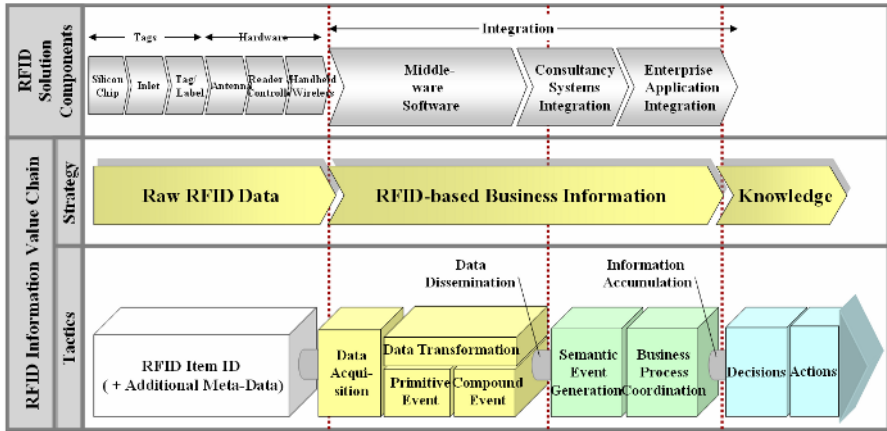 RFID
Solution
Components
Tags
Hardware
Integration
Silicon
Chip
Inlet
Tag/
Label
Antenna
Reader
Controll
Handheld
Wirelers
Middle-
ware
Software
Consultancy
Systems
Integration
Enterprise
Application
Integration
RFID Information Value Chain
Strategy
Raw RFID Data
RFID-based Business Information
Knowledge
Tactics
Data
Dissemination
Information
Accumulation
RFID Item ID
( + Additional Meta-Data)
Data
Acqui-
sition
Data Transformation
Primitive
Event
Compound
Event
Semantic
Event
Generation
Business
Process
Coordination
Decisions
Actions